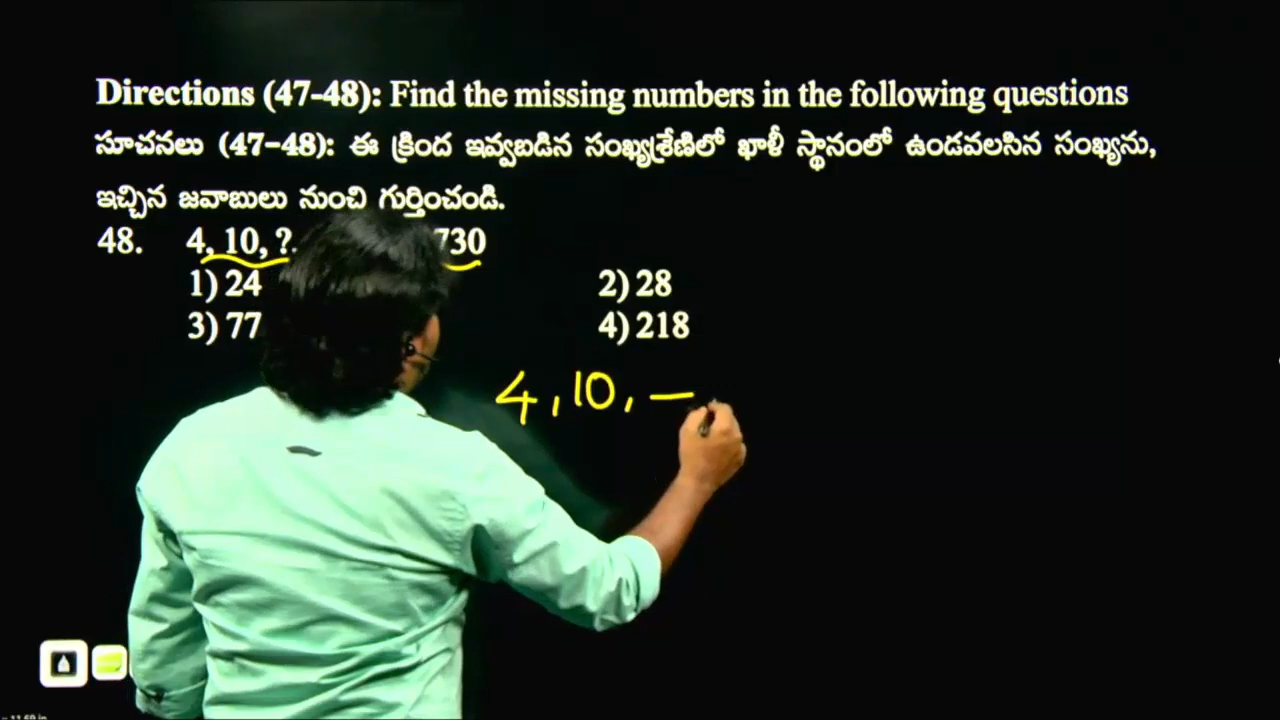 Directions (47-48): Find the missing numbers in the following questions
సూచనలు (47-48): ఈ క్రింద ఇవ్వబడిన సంఖ్యశ్రేణిలో ఖాళీ స్థానంలో ఉండవలసిన సంఖ్యను,
ఇచ్చిన జవాబులు నుంచి గుర్తించండి.
48. 4, 10, ?. 730
1) 24 2) 28
3) 77 4) 218
4, 10, —